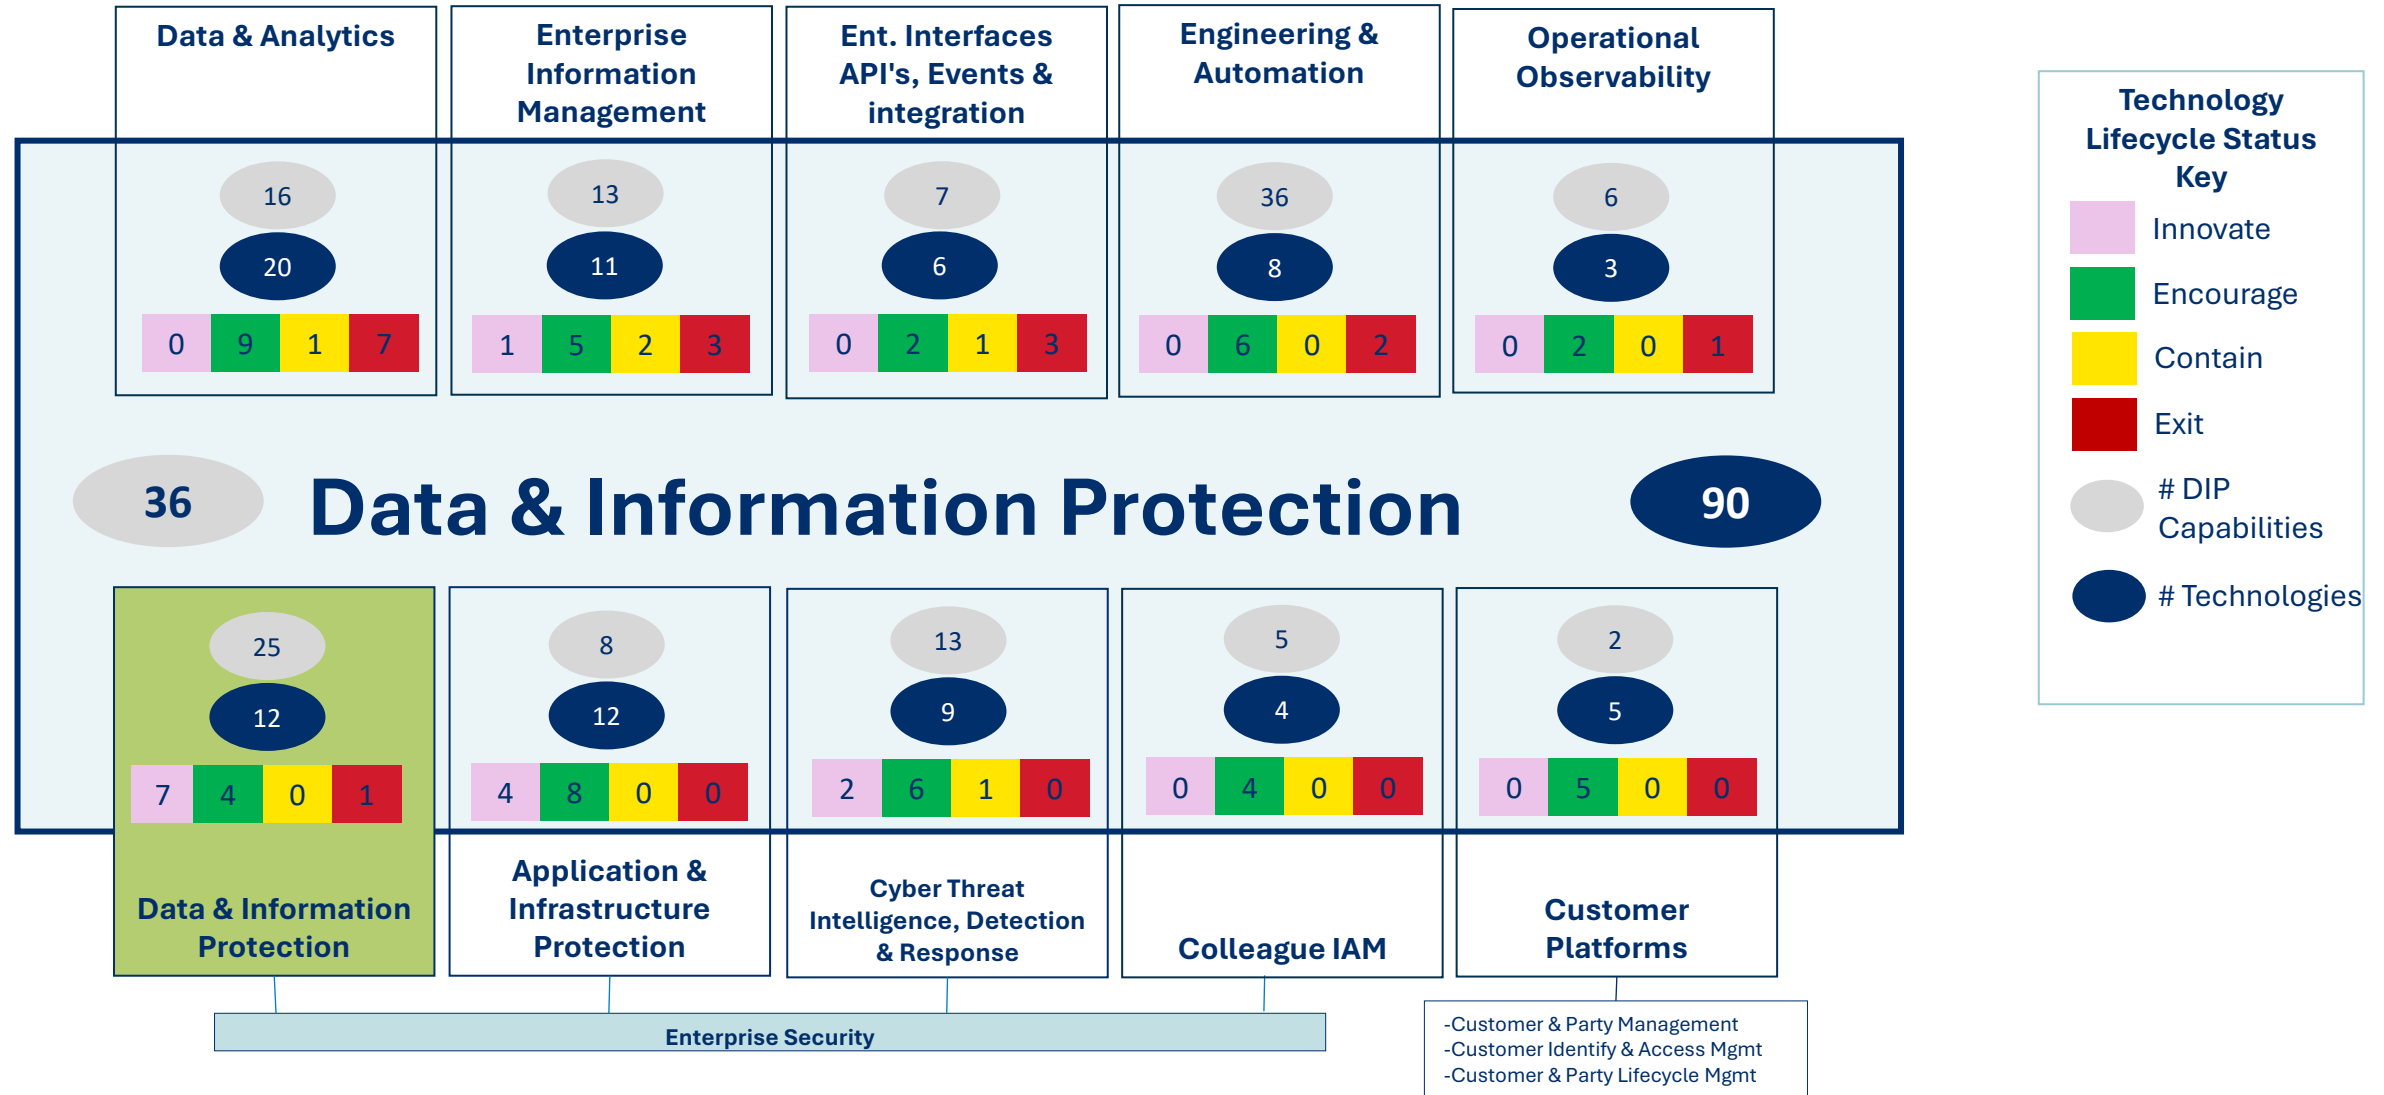 Data & Analytics
Enterprise
Information
Management
Ent. Interfaces
API's, Events &
integration
Engineering &
Automation
Operational
Observability
16
13
7
36
6
20
11
6
8
3
0 9 1 7
1 5 2 3
0 2 1 3
0 6 0 2
0 2 0 1
36
Data & Information Protection
90
25
8
13
5
2
12
12
9
4
5
7 4 0 1
4 8 0 0
2 6 1 0
0 4 0 0
0 5 0 0
Data & Information
Protection
Application &
Infrastructure
Protection
Cyber Threat
Intelligence, Detection
& Response
Colleague IAM
Customer
Platforms
Enterprise Security
-Customer & Party Management
-Customer Identify & Access Mgmt
-Customer & Party Lifecycle Mgmt
Technology
Lifecycle Status
Key
Innovate
Encourage
Contain
Exit
# DIP
Capabilities
# Technologies